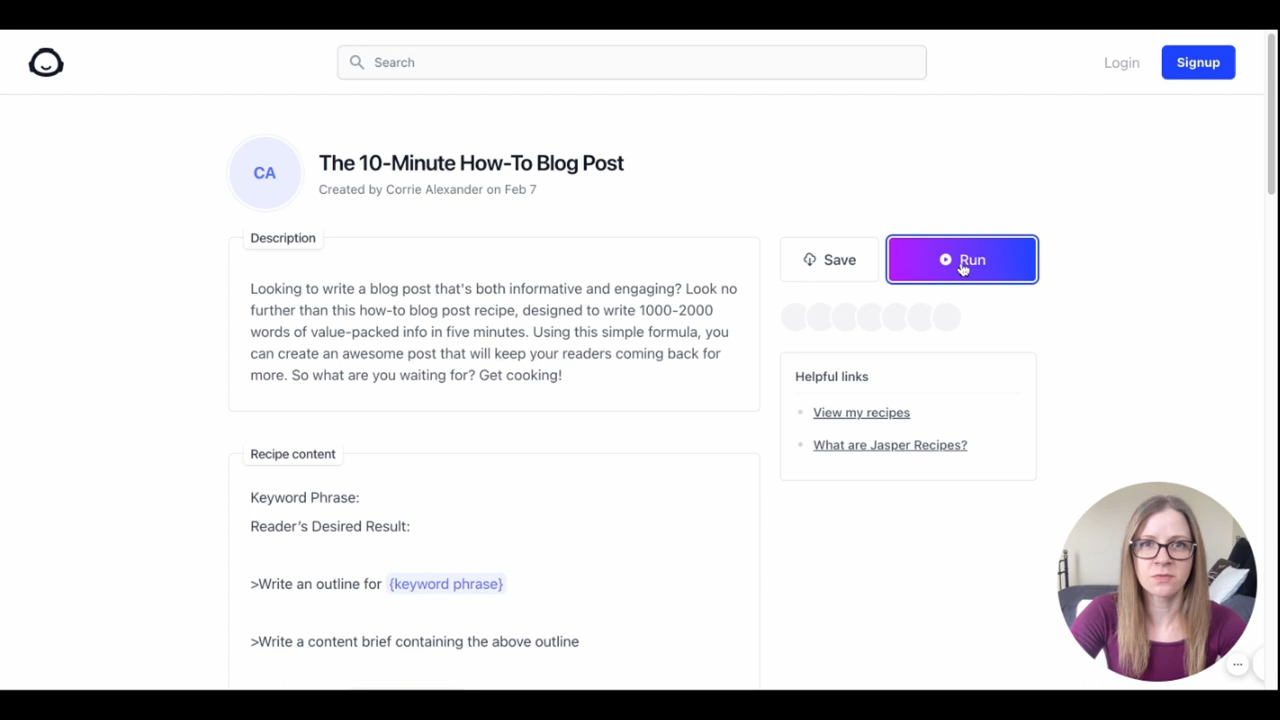 Search
Login
Signup
CA
The 10-Minute How-To Blog Post
Created by Corrie Alexander on Feb 7
Description
Looking to write a blog post that's both informative and engaging? Look no
further than this how-to blog post recipe, designed to write 1000-2000
words of value-packed info in five minutes. Using this simple formula, you
can create an awesome post that will keep your readers coming back for
more. So what are you waiting for? Get cooking!
Save
Run
Helpful links
View my recipes
What are Jasper Recipes?
Recipe content
Keyword Phrase:
Reader's Desired Result:
>Write an outline for {keyword phrase}
>Write a content brief containing the above outline